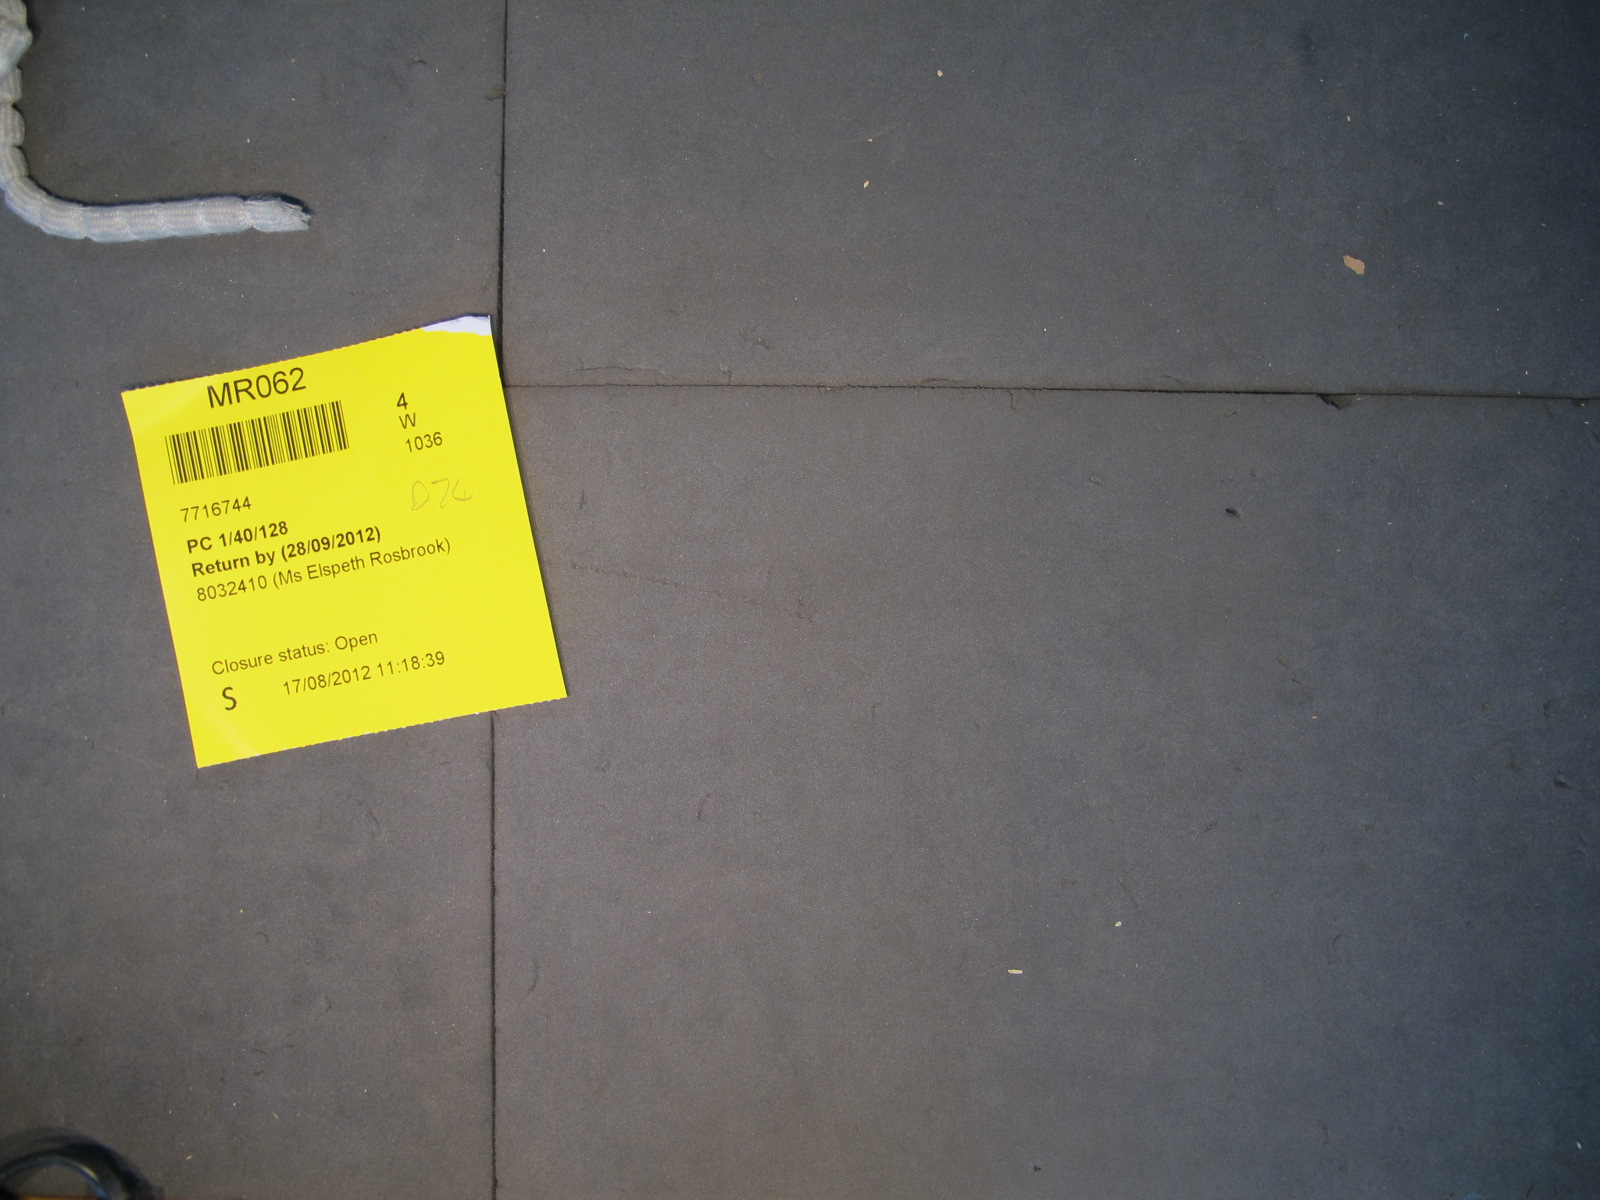 MR062
4
W
1036
7716744
D74
PC 1/40/128
Return by (28/09/2012)
8032410 (Ms Elspeth Rosbrook)
Closure status: Open
S 17/08/2012 11:18:39